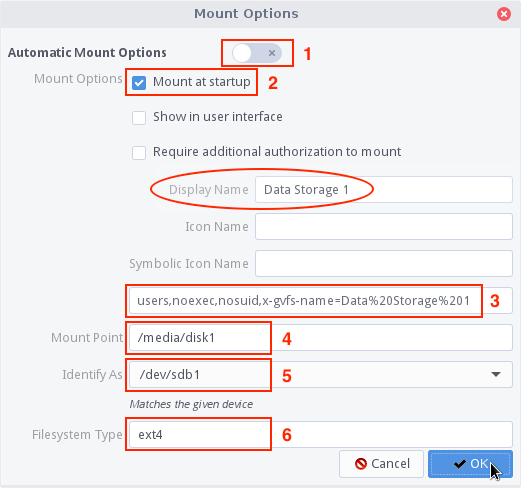 Mount Options
Automatic Mount Options 1
Mount Options Mount at startup 2
Show in user interface
Require additional authorization to mount
Display Name Data Storage 1
Icon Name
Symbolic Icon Name
users,noexec,nosuid,x-gvfs-name=Data%20Storage%201 3
Mount Point /media/disk1 4
Identify As /dev/sdb1 5
Matches the given device
Filesystem Type ext4 6
Cancel OK